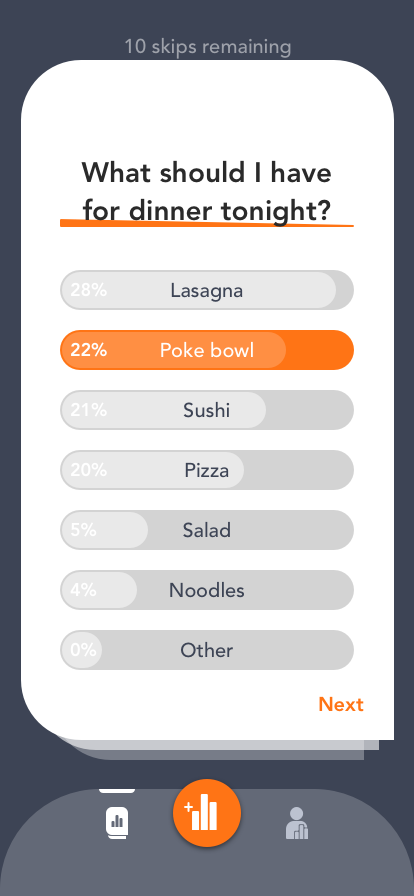 10 skips remaining
What should I have
for dinner tonight?
28% Lasagna
22% Poke bowl
21% Sushi
20% Pizza
5% Salad
4% Noodles
0% Other
Next